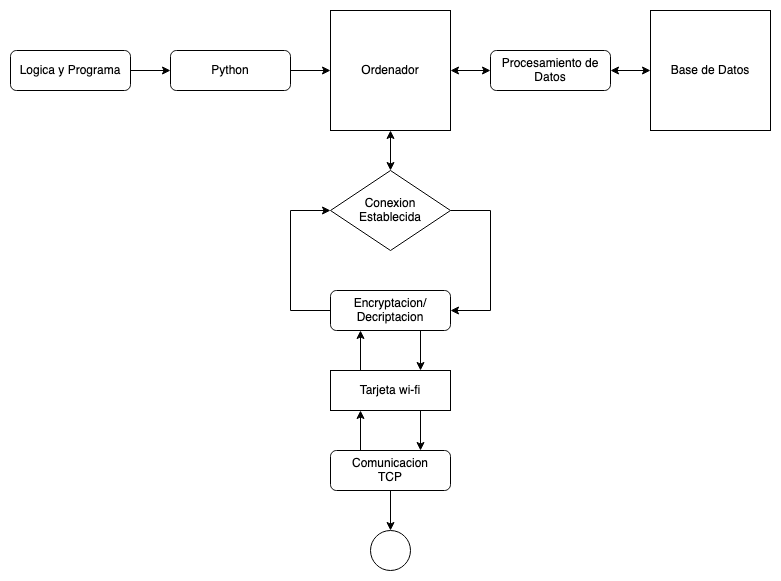 Logica y Programa
Python
Ordenador
Procesamiento de
Datos
Base de Datos
Conexion
Establecida
Encryptacion/
Decriptacion
Tarjeta wi-fi
Comunicacion
TCP